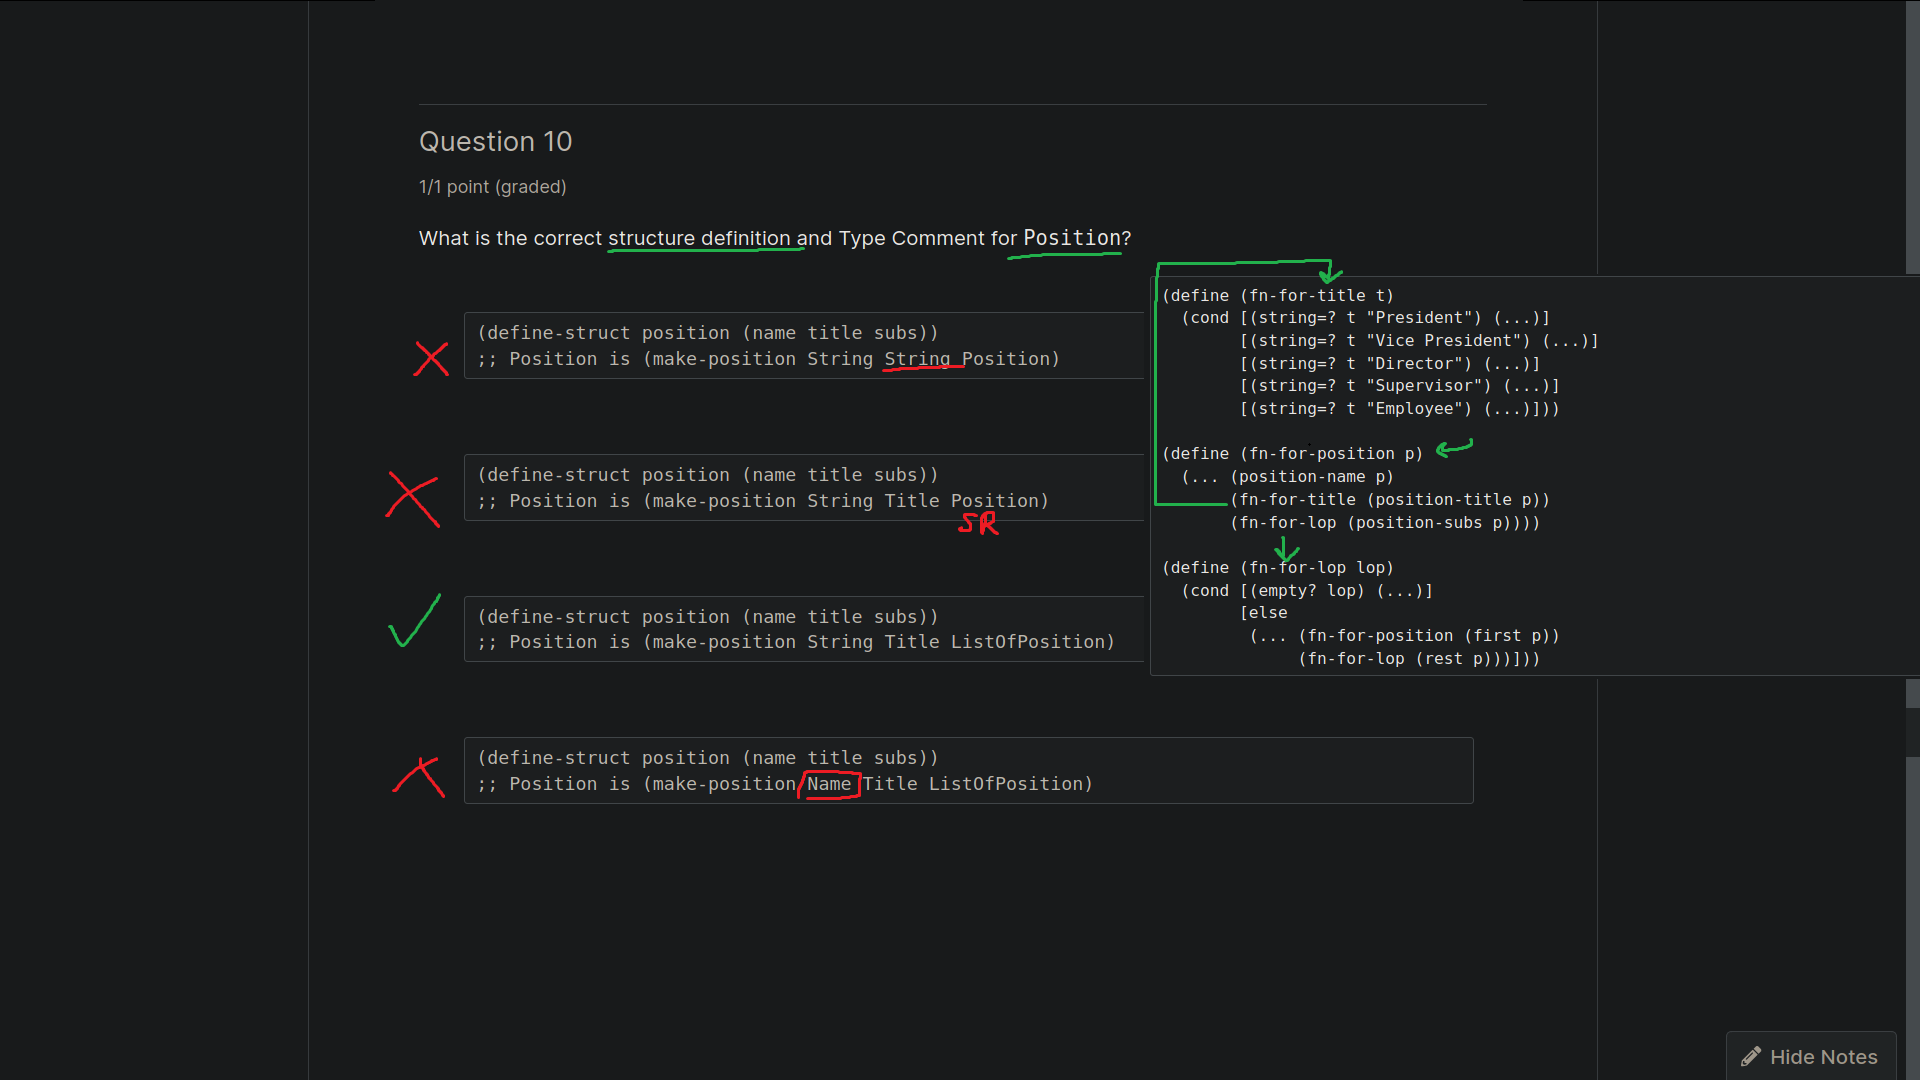 Question 10
1/1 point (graded)
What is the correct structure definition and Type Comment for Position?
(define-struct position (name title subs))
;; Position is (make-position String String Position)
(define-struct position (name title subs))
;; Position is (make-position String Title Position)
SR
(define-struct position (name title subs))
;; Position is (make-position String Title ListOfPosition)
(define-struct position (name title subs))
;; Position is (make-position Name Title ListOfPosition)
(define (fn-for-title t)
  (cond [(string=? t "President") (...)]
        [(string=? t "Vice President") (...)]
        [(string=? t "Director") (...)]
        [(string=? t "Supervisor") (...)]
        [(string=? t "Employee") (...)]))
(define (fn-for-position p)
  (... (position-name p)
       (fn-for-title (position-title p))
       (fn-for-lop (position-subs p))))
(define (fn-for-lop lop)
  (cond [(empty? lop) (...)]
        [else
         (... (fn-for-position (first p))
              (fn-for-lop (rest p)))]))
Hide Notes